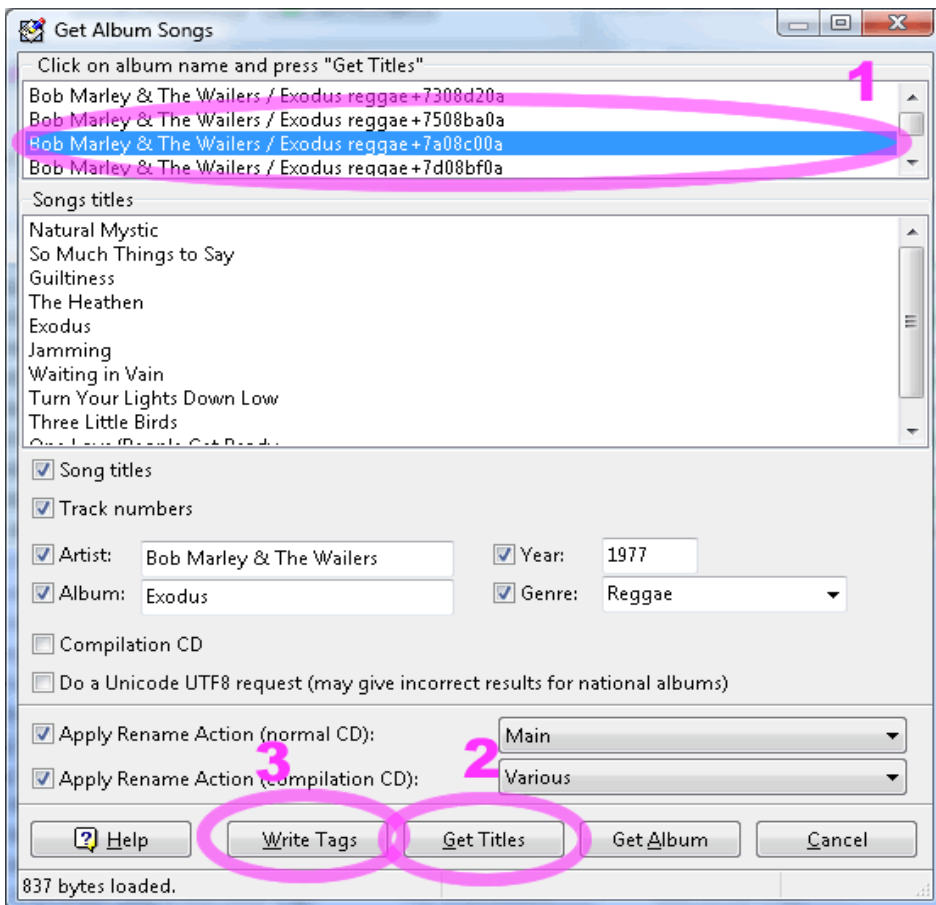 Get Album Songs
Click on album name and press "Get Titles"
1
Bob Marley & The Wailers / Exodus reggae+7308d20a
Bob Marley & The Wailers / Exodus reggae+7508ba0a
Bob Marley & The Wailers / Exodus reggae+7a08c00a
Bob Marley & The Wailers / Exodus reggae+7d08bf0a
Songs titles
Natural Mystic
So Much Things to Say
Guiltiness
The Heathen
Exodus
Jamming
Waiting in Vain
Turn Your Lights Down Low
Three Little Birds
One Love/People Get Ready
Song titles
Track numbers
Artist: Bob Marley & The Wailers Year: 1977
Album: Exodus Genre: Reggae
Compilation CD
Do a Unicode UTF8 request (may give incorrect results for national albums)
Apply Rename Action (normal CD): Main
3 2
Apply Rename Action (compilation CD): Various
Help Write Tags Get Titles Get Album Cancel
837 bytes loaded.